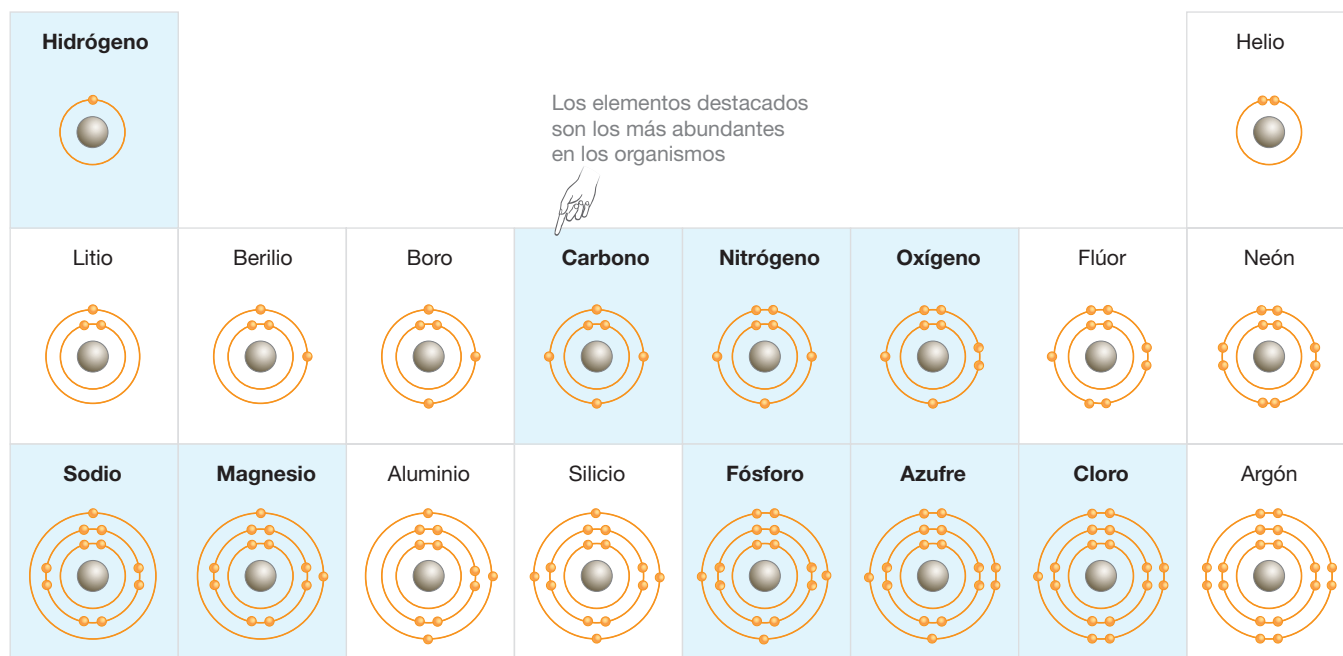 Hidrógeno
Helio
Los elementos destacados
son los más abundantes
en los organismos
Litio
Berilio
Boro
Carbono
Nitrógeno
Oxígeno
Flúor
Neón
Sodio
Magnesio
Aluminio
Silicio
Fósforo
Azufre
Cloro
Argón